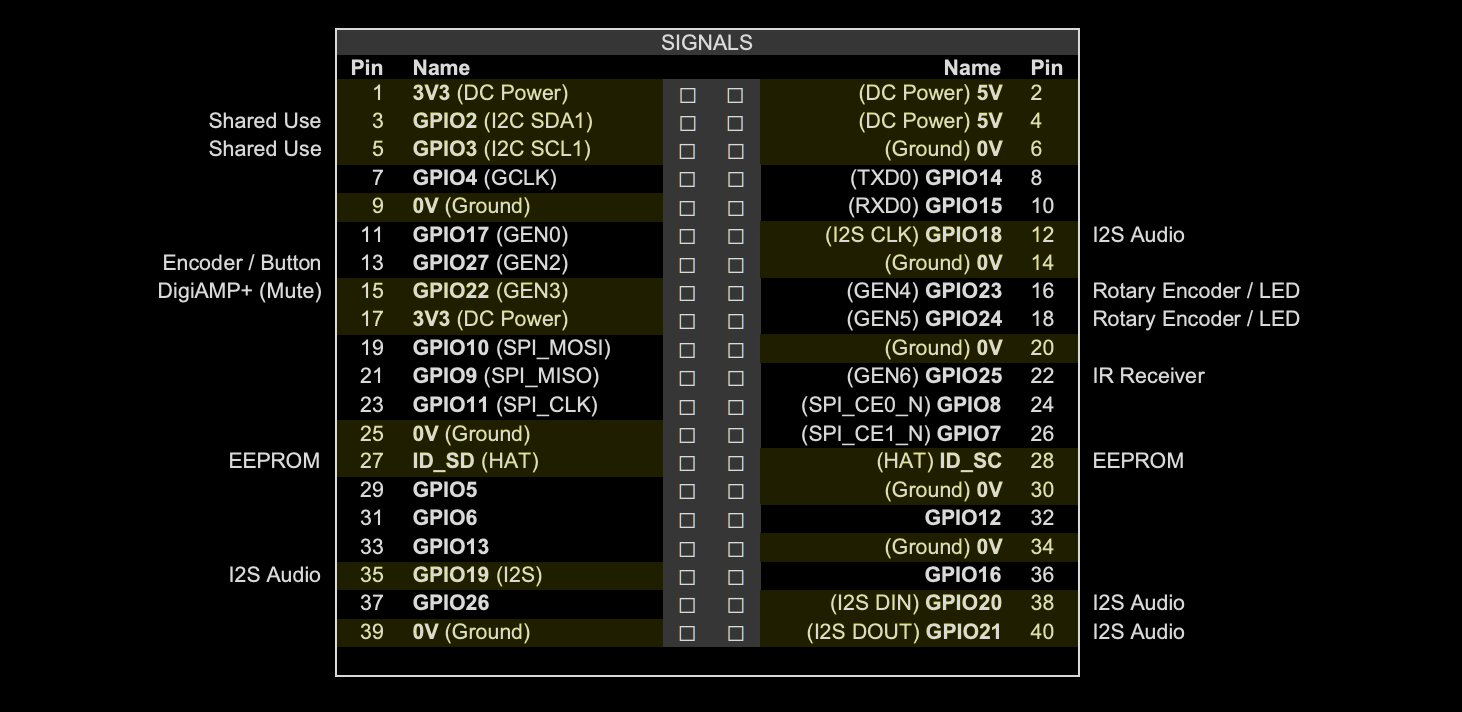 SIGNALS
Pin Name Name Pin
1 3V3 (DC Power) (DC Power) 5V 2
Shared Use 3 GPIO2 (I2C SDA1) (DC Power) 5V 4
Shared Use 5 GPIO3 (I2C SCL1) (Ground) 0V 6
7 GPIO4 (GCLK) (TXD0) GPIO14 8
9 0V (Ground) (RXD0) GPIO15 10
11 GPIO17 (GEN0) (I2S CLK) GPIO18 12 I2S Audio
Encoder / Button 13 GPIO27 (GEN2) (Ground) 0V 14
DigiAMP+ (Mute) 15 GPIO22 (GEN3) (GEN4) GPIO23 16 Rotary Encoder / LED
17 3V3 (DC Power) (GEN5) GPIO24 18 Rotary Encoder / LED
19 GPIO10 (SPI_MOSI) (Ground) 0V 20
21 GPIO9 (SPI_MISO) (GEN6) GPIO25 22 IR Receiver
23 GPIO11 (SPI_CLK) (SPI_CE0_N) GPIO8 24
25 0V (Ground) (SPI_CE1_N) GPIO7 26
EEPROM 27 ID_SD (HAT) (HAT) ID_SC 28 EEPROM
29 GPIO5 (Ground) 0V 30
31 GPIO6 GPIO12 32
33 GPIO13 (Ground) 0V 34
I2S Audio 35 GPIO19 (I2S) GPIO16 36
37 GPIO26 (I2S DIN) GPIO20 38 I2S Audio
39 0V (Ground) (I2S DOUT) GPIO21 40 I2S Audio